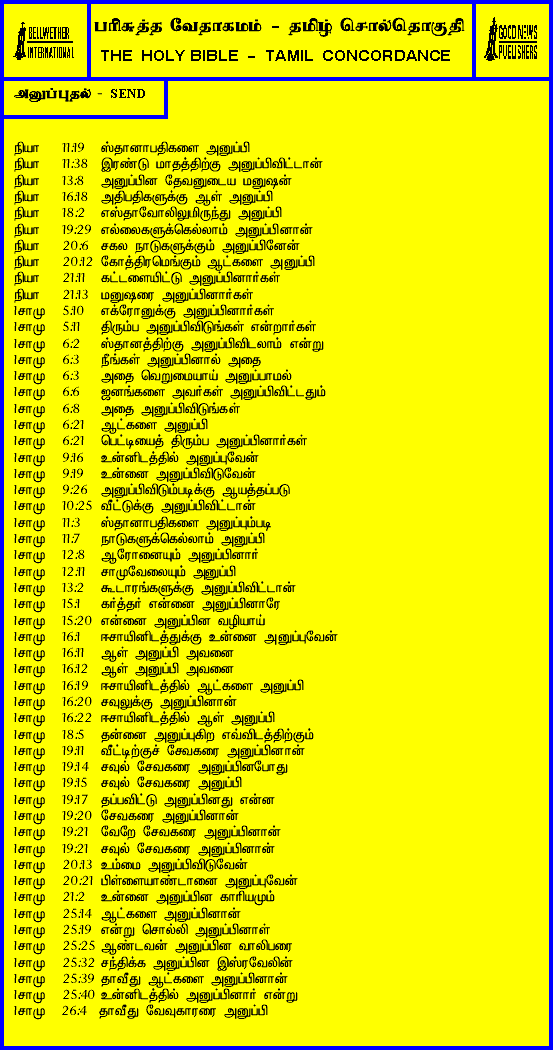 BELLWETHER
INTERNATIONAL
பரிசுத்த வேதாகமம் - தமிழ் சொல்தொகுதி
THE HOLY BIBLE - TAMIL CONCORDANCE
GOOD NEWS
PUBLISHERS
அனுப்புதல் - SEND
நியா 11:19 ஸ்தானாபதிகளை அனுப்பி
நியா 11:38 இரண்டு மாதத்திற்கு அனுப்பிவிட்டான்
நியா 13:8 அனுப்பின தேவனுடைய மனுஷன்
நியா 16:18 அதிபதிகளுக்கு ஆள் அனுப்பி
நியா 18:2 எஸ்தாவோலிலுமிருந்து அனுப்பி
நியா 19:29 எல்லைகளுக்கெல்லாம் அனுப்பினான்
நியா 20:6 சகல நாடுகளுக்கும் அனுப்பினேன்
நியா 20:12 கோத்திரமெங்கும் ஆட்களை அனுப்பி
நியா 21:11 கட்டளையிட்டு அனுப்பினார்கள்
நியா 21:13 மனுஷரை அனுப்பினார்கள்
1சாமு 5:10 எக்ரோனுக்கு அனுப்பினார்கள்
1சாமு 5:11 திரும்ப அனுப்பிவிடுங்கள் என்றார்கள்
1சாமு 6:2 ஸ்தானத்திற்கு அனுப்பிவிடலாம் என்று
1சாமு 6:3 நீங்கள் அனுப்பினால் அதை
1சாமு 6:3 அதை வெறுமையாய் அனுப்பாமல்
1சாமு 6:6 ஜனங்களை அவர்கள் அனுப்பிவிட்டதும்
1சாமு 6:8 அதை அனுப்பிவிடுங்கள்
1சாமு 6:21 ஆட்களை அனுப்பி
1சாமு 6:21 பெட்டியைத் திரும்ப அனுப்பினார்கள்
1சாமு 9:16 உன்னிடத்தில் அனுப்புவேன்
1சாமு 9:19 உன்னை அனுப்பிவிடுவேன்
1சாமு 9:26 அனுப்பிவிடும்படிக்கு ஆயத்தப்படு
1சாமு 10:25 வீட்டுக்கு அனுப்பிவிட்டான்
1சாமு 11:3 ஸ்தானாபதிகளை அனுப்பும்படி
1சாமு 11:7 நாடுகளுக்கெல்லாம் அனுப்பி
1சாமு 12:8 ஆரோனையும் அனுப்பினார்
1சாமு 12:11 சாமுவேலையும் அனுப்பி
1சாமு 13:2 கூடாரங்களுக்கு அனுப்பிவிட்டான்
1சாமு 15:1 கர்த்தர் என்னை அனுப்பினாரே
1சாமு 15:20 என்னை அனுப்பின வழியாய்
1சாமு 16:1 ஈசாயினிடத்துக்கு உன்னை அனுப்புவேன்
1சாமு 16:11 ஆள் அனுப்பி அவனை
1சாமு 16:12 ஆள் அனுப்பி அவனை
1சாமு 16:19 ஈசாயினிடத்தில் ஆட்களை அனுப்பி
1சாமு 16:20 சவுலுக்கு அனுப்பினான்
1சாமு 16:22 ஈசாயினிடத்தில் ஆள் அனுப்பி
1சாமு 18:5 தன்னை அனுப்புகிற எவ்விடத்திற்கும்
1சாமு 19:11 வீட்டிற்குச் சேவகரை அனுப்பினான்
1சாமு 19:14 சவுல் சேவகரை அனுப்பினபோது
1சாமு 19:15 சவுல் சேவகரை அனுப்பி
1சாமு 19:17 தப்பவிட்டு அனுப்பினது என்ன
1சாமு 19:20 சேவகரை அனுப்பினான்
1சாமு 19:21 வேறே சேவகரை அனுப்பினான்
1சாமு 19:21 சவுல் சேவகரை அனுப்பினான்
1சாமு 20:13 உம்மை அனுப்பிவிடுவேன்
1சாமு 20:21 பிள்ளையாண்டானை அனுப்புவேன்
1சாமு 21:2 உன்னை அனுப்பின காரியமும்
1சாமு 25:14 ஆட்களை அனுப்பினான்
1சாமு 25:19 என்று சொல்லி அனுப்பினாள்
1சாமு 25:25 ஆண்டவன் அனுப்பின வாலிபரை
1சாமு 25:32 சந்திக்க அனுப்பின இஸ்ரவேலின்
1சாமு 25:39 தாவீது ஆட்களை அனுப்பினான்
1சாமு 25:40 உன்னிடத்தில் அனுப்பினார் என்று
1சாமு 26:4 தாவீது வேவுகாரரை அனுப்பி